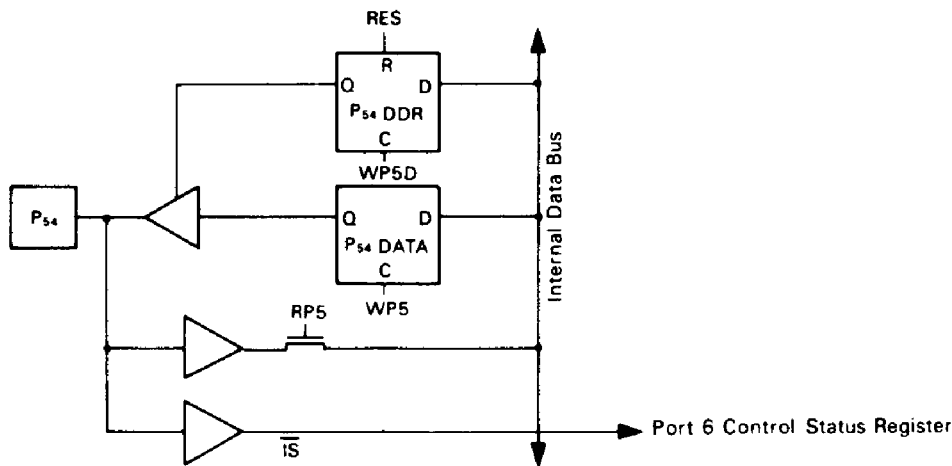 RES
R
Q D
P54 DDR
C
WP5D
P54
Q D
P54 DATA
C
WP5
RP5
Internal Data Bus
IS
Port 6 Control Status Register